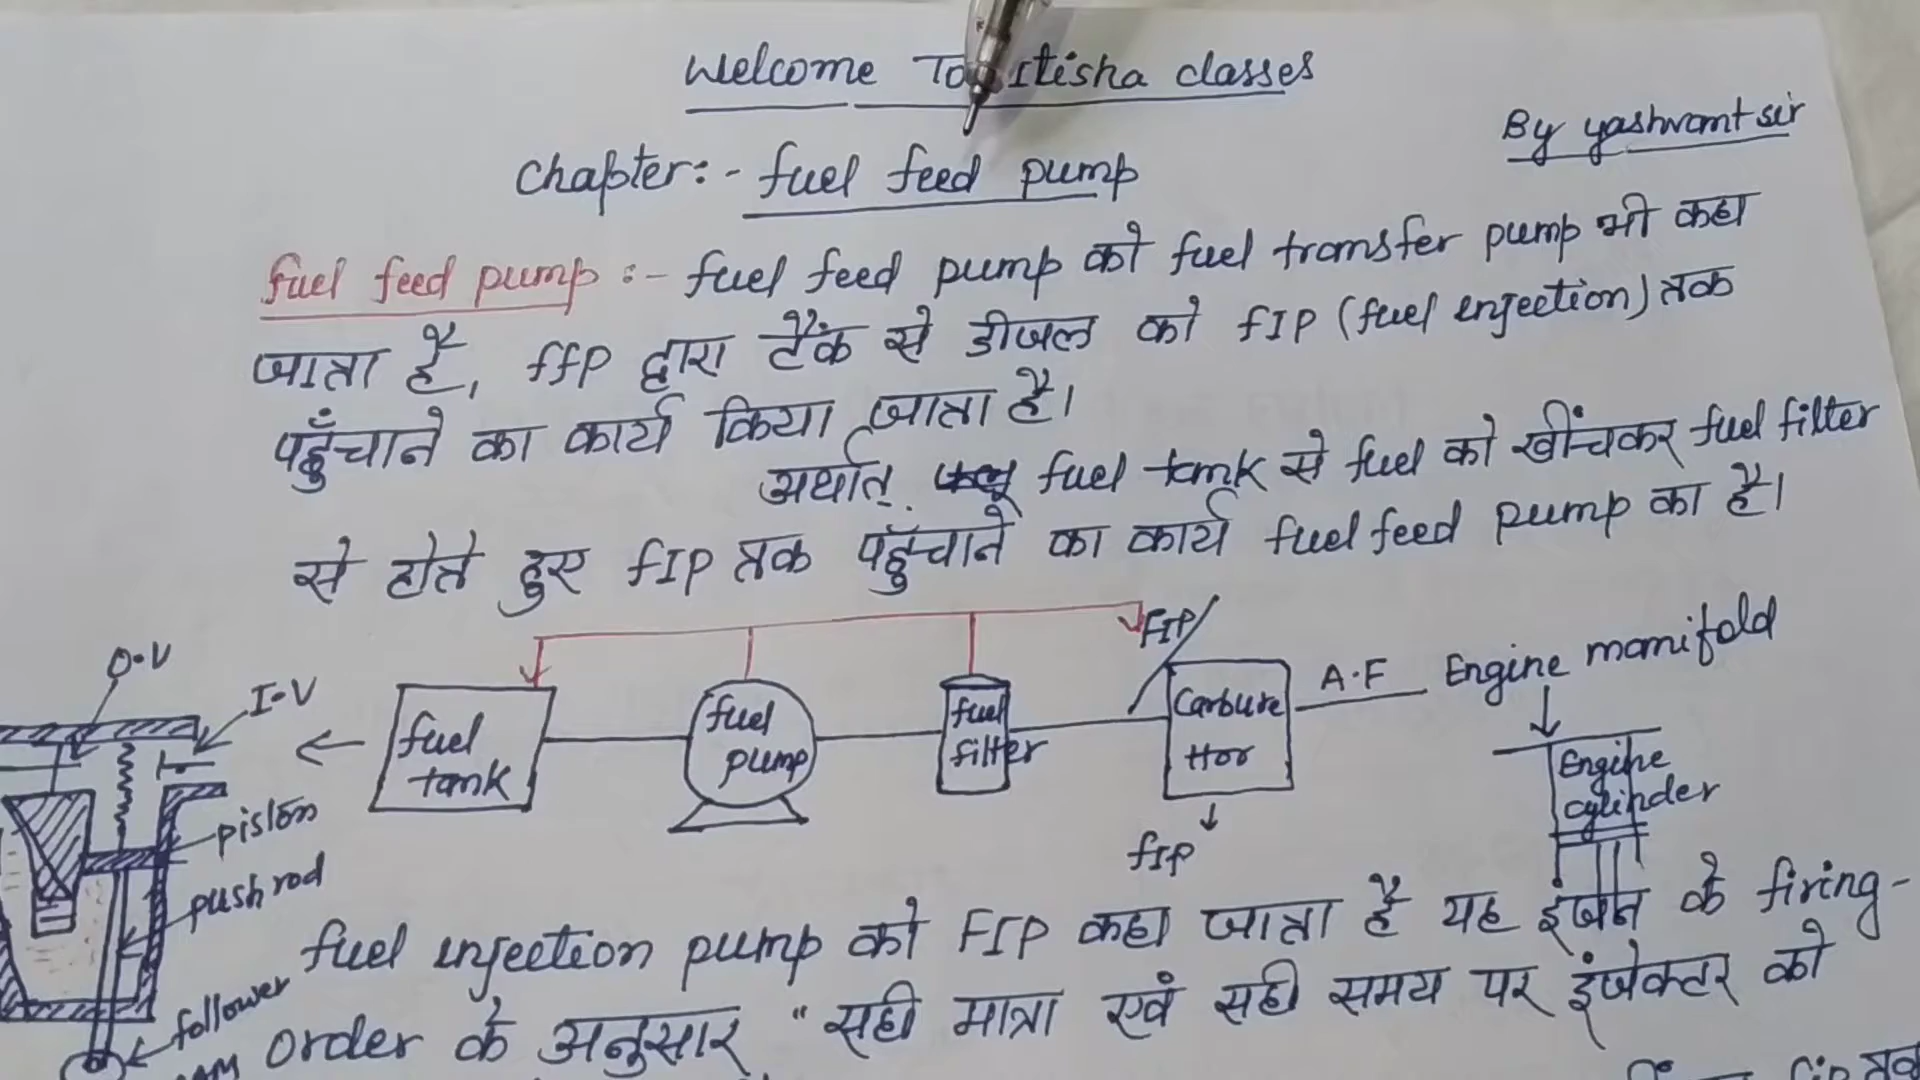 Welcome To Itisha classes
By yashvant sir
Chapter:- fuel feed pump
fuel feed pump :- fuel feed pump को fuel transfer pump भी कहा
जाता है, ffp द्वारा टैंक से डीजल को fIP (fuel injection) तक
पहुँचाने का कार्य किया जाता है।
अर्थात् fuel tank से fuel को खींचकर fuel filter
से होते हुए fIP तक पहुँचाने का कार्य fuel feed pump का है।
O.V
I.V
piston
push rod
follower
fuel tank
fuel pump
fuel filter
FIP
Carburettor
fIP
A.F
Engine manifold
Engine cylinder
fuel injection pump को FIP कहा जाता है यह इंजन के firing-
order के अनुसार "सही मात्रा एवं सही समय पर इंजेक्टर को
fip तक